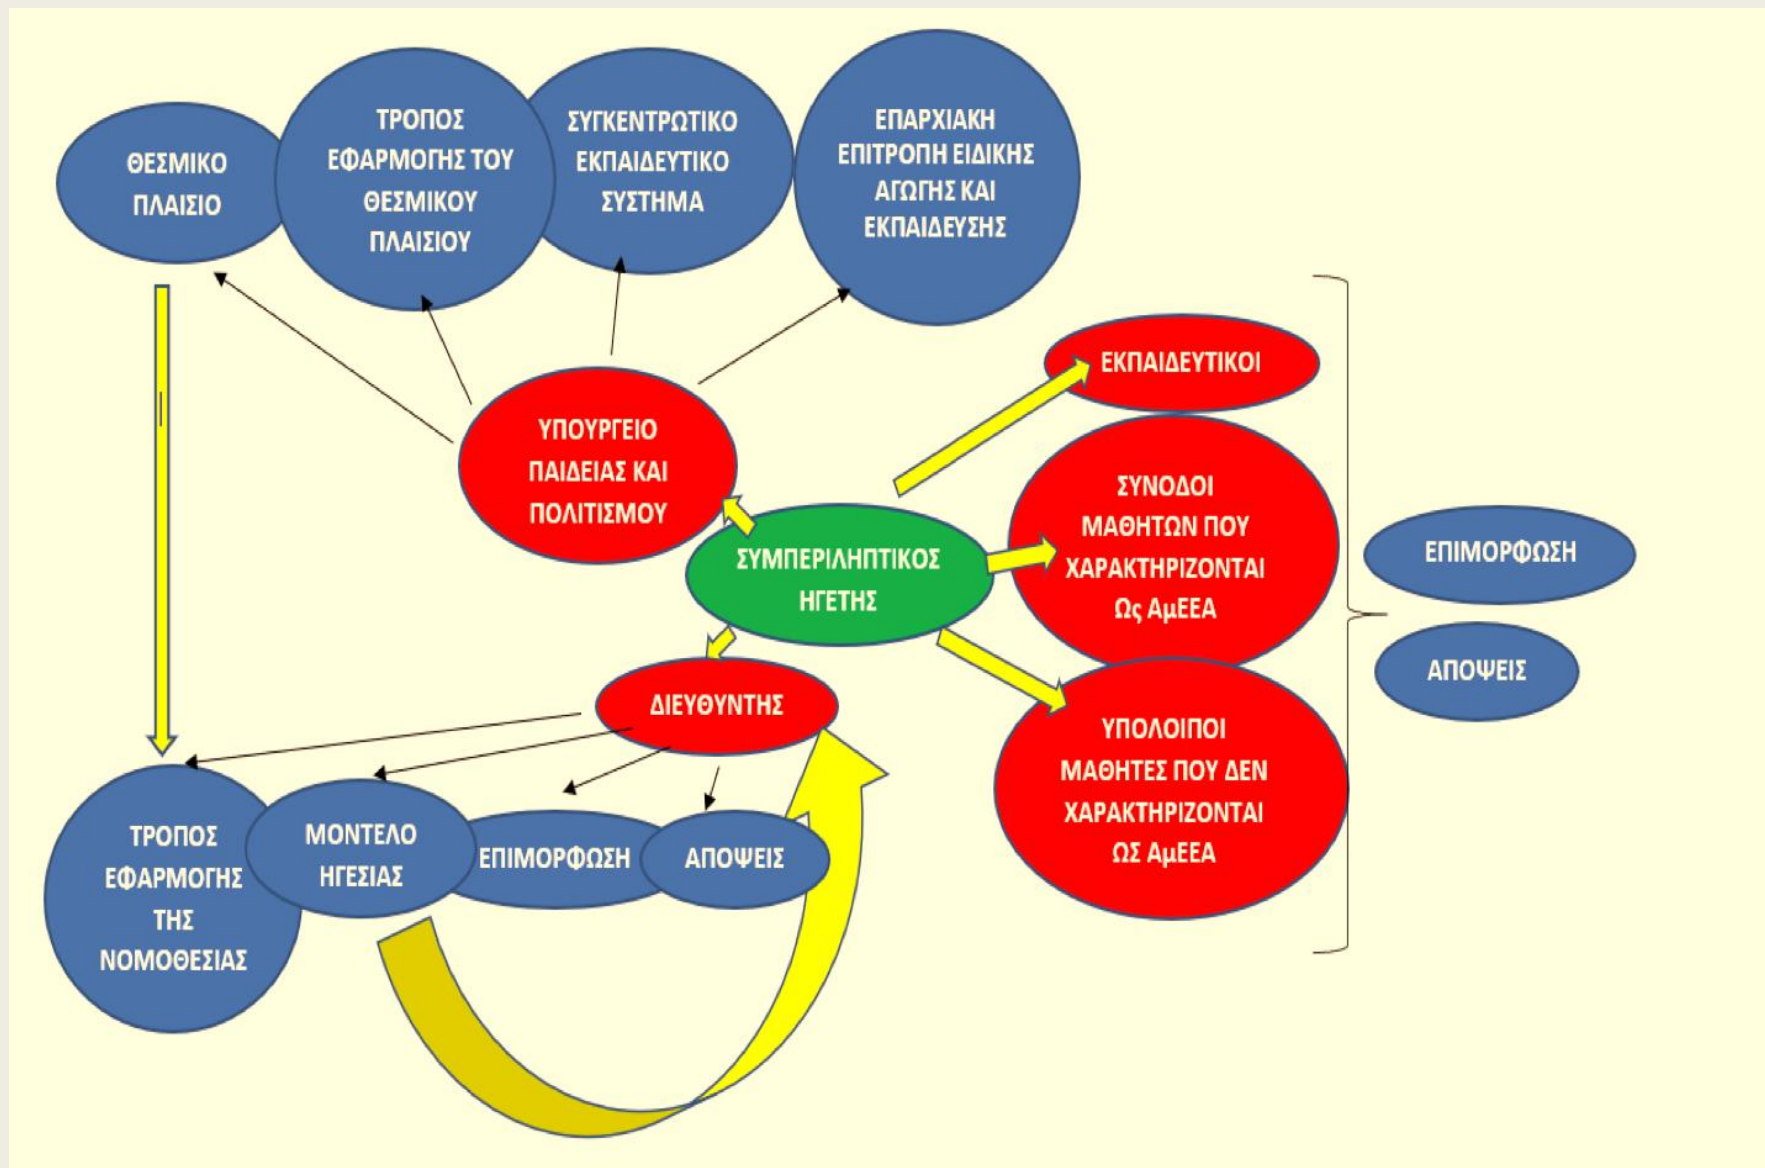 ΘΕΣΜΙΚΟ
ΠΛΑΙΣΙΟ
ΤΡΟΠΟΣ
ΕΦΑΡΜΟΓΗΣ ΤΟΥ
ΘΕΣΜΙΚΟΥ
ΠΛΑΙΣΙΟΥ
ΣΥΓΚΕΝΤΡΩΤΙΚΟ
ΕΚΠΑΙΔΕΥΤΙΚΟ
ΣΥΣΤΗΜΑ
ΕΠΑΡΧΙΑΚΗ
ΕΠΙΤΡΟΠΗ ΕΙΔΙΚΗΣ
ΑΓΩΓΗΣ ΚΑΙ
ΕΚΠΑΙΔΕΥΣΗΣ
ΥΠΟΥΡΓΕΙΟ
ΠΑΙΔΕΙΑΣ ΚΑΙ
ΠΟΛΙΤΙΣΜΟΥ
ΕΚΠΑΙΔΕΥΤΙΚΟΙ
ΣΥΝΟΔΟΙ
ΜΑΘΗΤΩΝ ΠΟΥ
ΧΑΡΑΚΤΗΡΙΖΟΝΤΑΙ
Ως ΑμΕΕΑ
ΣΥΜΠΕΡΙΛΗΠΤΙΚΟΣ
ΗΓΕΤΗΣ
ΕΠΙΜΟΡΦΩΣΗ
ΑΠΟΨΕΙΣ
ΔΙΕΥΘΥΝΤΗΣ
ΥΠΟΛΟΙΠΟΙ
ΜΑΘΗΤΕΣ ΠΟΥ ΔΕΝ
ΧΑΡΑΚΤΗΡΙΖΟΝΤΑΙ
ΩΣ ΑμΕΕΑ
ΤΡΟΠΟΣ
ΕΦΑΡΜΟΓΗΣ
ΤΗΣ
ΝΟΜΟΘΕΣΙΑΣ
ΜΟΝΤΕΛΟ
ΗΓΕΣΙΑΣ
ΕΠΙΜΟΡΦΩΣΗ
ΑΠΟΨΕΙΣ